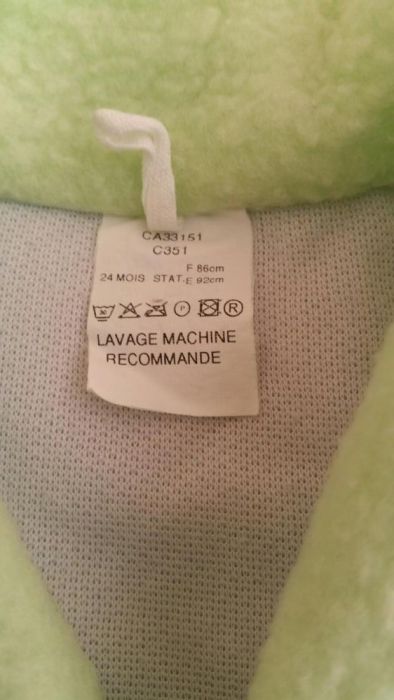 CA33151
C351
F 86cm
24 MOIS STAT-E 92cm
P R
LAVAGE MACHINE
RECOMMANDE